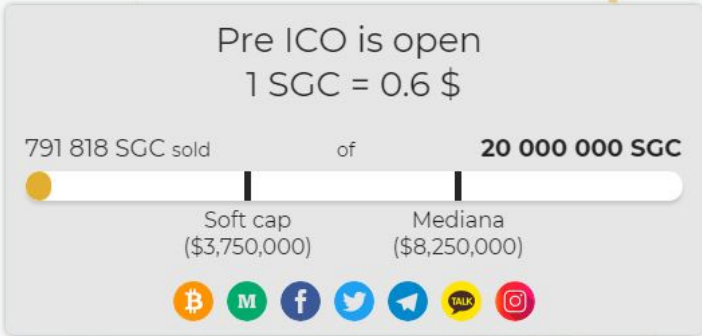 Pre ICO is open
1 SGC = 0.6 $
791 818 SGC sold of 20 000 000 SGC
Soft cap Mediana
($3,750,000) ($8,250,000)
M
TALK